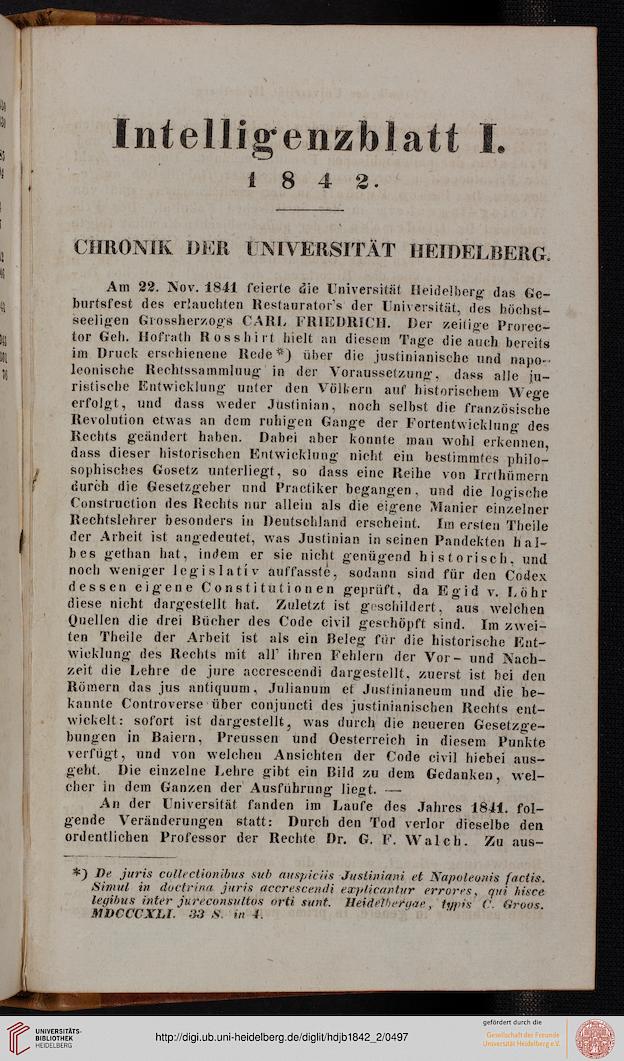 Intelligenzblatt I.
1 8 4 2.
CHRONIK DER UNIVERSITÄT HEIDELBERG.
Am 22. Nov. 1841 feierte die Universität Heidelberg das Ge-
burtsfest des erlauchten Restaurator's der Universität, des höchst-
seeligen Grossherzogs CARL FRIEDRICH. Der zeitige Prorec-
tor Geh. Hofrath Rosshirt hielt an diesem Tage die auch bereits
im Druck erschienene Rede*) über die justinianische und napo-
leonische Rechtssammlung in der Voraussetzung, dass alle ju-
ristische Entwicklung unter den Völkern auf historischem Wege
erfolgt, und dass weder Justinian, noch selbst die französische
Revolution etwas an dem ruhigen Gange der Fortentwicklung des
Rechts geändert haben. Dabei aber konnte man wohl erkennen,
dass dieser historischen Entwicklung nicht ein bestimmtes philo-
sophisches Gosetz unterliegt, so dass eine Reihe von Irrthümern
durch die Gesetzgeber und Practiker begangen, und die logische
Construction des Rechts nur allein als die eigene Manier einzelner
Rechtslehrer besonders in Deutschland erscheint. Im ersten Theile
der Arbeit ist angedeutet, was Justinian in seinen Pandekten hal-
bes gethan hat, indem er sie nicht genügend historisch, und
noch weniger legislativ auffasste, sodann sind für den Codex
dessen eigene Constitutionen geprüft, da Egid v. Löhr
diese nicht dargestellt hat. Zuletzt ist geschildert, aus welchen
Quellen die drei Bücher des Code civil geschöpft sind. Im zwei-
ten Theile der Arbeit ist als ein Beleg für die historische Ent-
wicklung des Rechts mit all' ihren Fehlern der Vor- und Nach-
zeit die Lehre de jure accrescendi dargestellt, zuerst ist bei den
Römern das jus antiquum, Julianum et Justinianeum und die be-
kannte Controverse über conjuncti des justinianischen Rechts ent-
wickelt: sofort ist dargestellt, was durch die neueren Gesetzge-
bungen in Baiern, Preussen und Oesterreich in diesem Punkte
verfügt, und von welchen Ansichten der Code civil hiebei aus-
geht. Die einzelne Lehre gibt ein Bild zu dem Gedanken, wel-
cher in dem Ganzen der Ausführung liegt. —
An der Universität fanden im Laufe des Jahres 1841. fol-
gende Veränderungen statt: Durch den Tod verlor dieselbe den
ordentlichen Professor der Rechte Dr. G. F. Walch. Zu aus-
*) De juris collectionibus sub auspiciis Justiniani et Napoleonis factis.
Simul in doctrina juris accrescendi explicantur errores, qui hisce
legibus inter jureconsultos orti sunt. Heidelbergae, typis C. Groos.
MDCCCXLI. 33 S. in 4.
UNIVERSITÄTS-
BIBLIOTHEK
HEIDELBERG
http://digi.ub.uni-heidelberg.de/diglit/hdjb1842_2/0497
gefördert durch die
Gesellschaft der Freunde
Universität Heidelberg e.V.